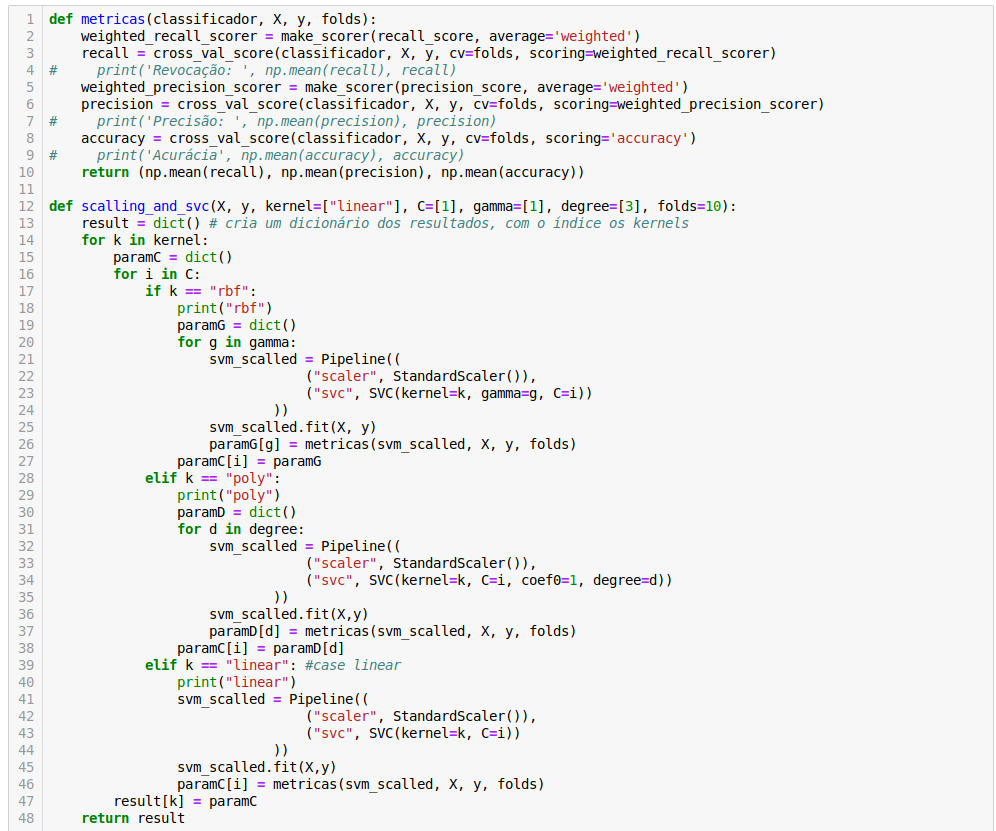 1 def metricas(classificador, X, y, folds):
2     weighted_recall_scorer = make_scorer(recall_score, average='weighted')
3     recall = cross_val_score(classificador, X, y, cv=folds, scoring=weighted_recall_scorer)
4 #     print('Revocação: ', np.mean(recall), recall)
5     weighted_precision_scorer = make_scorer(precision_score, average='weighted')
6     precision = cross_val_score(classificador, X, y, cv=folds, scoring=weighted_precision_scorer)
7 #     print('Precisão: ', np.mean(precision), precision)
8     accuracy = cross_val_score(classificador, X, y, cv=folds, scoring='accuracy')
9 #     print('Acurácia', np.mean(accuracy), accuracy)
10     return (np.mean(recall), np.mean(precision), np.mean(accuracy))
11
12 def scalling_and_svc(X, y, kernel=["linear"], C=[1], gamma=[1], degree=[3], folds=10):
13     result = dict() # cria um dicionário dos resultados, com o índice os kernels
14     for k in kernel:
15         paramC = dict()
16         for i in C:
17             if k == "rbf":
18                 print("rbf")
19                 paramG = dict()
20                 for g in gamma:
21                     svm_scalled = Pipeline((
22                                 ("scaler", StandardScaler()),
23                                 ("svc", SVC(kernel=k, gamma=g, C=i))
24                             ))
25                     svm_scalled.fit(X, y)
26                     paramG[g] = metricas(svm_scalled, X, y, folds)
27                 paramC[i] = paramG
28             elif k == "poly":
29                 print("poly")
30                 paramD = dict()
31                 for d in degree:
32                     svm_scalled = Pipeline((
33                                 ("scaler", StandardScaler()),
34                                 ("svc", SVC(kernel=k, C=i, coef0=1, degree=d))
35                             ))
36                     svm_scalled.fit(X,y)
37                     paramD[d] = metricas(svm_scalled, X, y, folds)
38                 paramC[i] = paramD[d]
39             elif k == "linear": #case linear
40                 print("linear")
41                 svm_scalled = Pipeline((
42                                 ("scaler", StandardScaler()),
43                                 ("svc", SVC(kernel=k, C=i))
44                             ))
45                 svm_scalled.fit(X,y)
46                 paramC[i] = metricas(svm_scalled, X, y, folds)
47         result[k] = paramC
48     return result